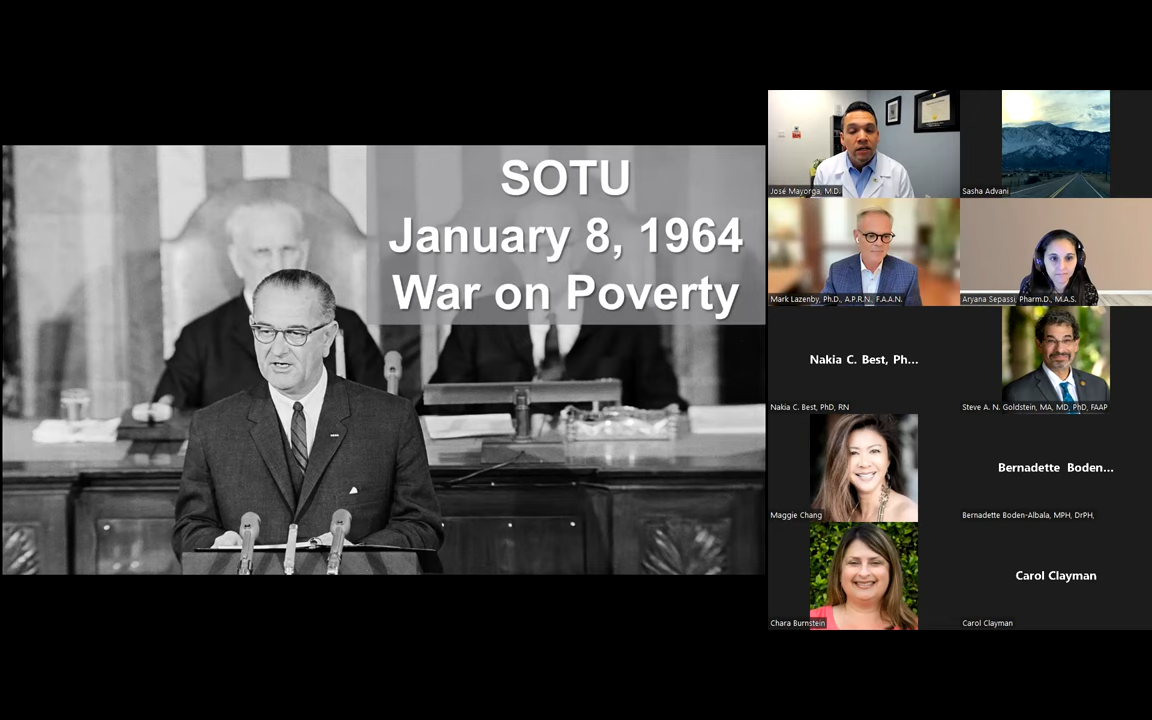 SOTU
January 8, 1964
War on Poverty
José Mayorga, M.D.
Sasha Advani
Mark Lazenby, Ph.D., A.P.R.N., F.A.A.N.
Aryana Sepassi, Pharm.D., M.A.S.
Nakia C. Best, Ph...
Nakia C. Best, PhD, RN
Steve A. N. Goldstein, MA, MD, PhD, FAAP
Maggie Chang
Bernadette Boden...
Bernadette Boden-Albala, MPH, DrPH,
Chara Burnstein
Carol Clayman
Carol Clayman